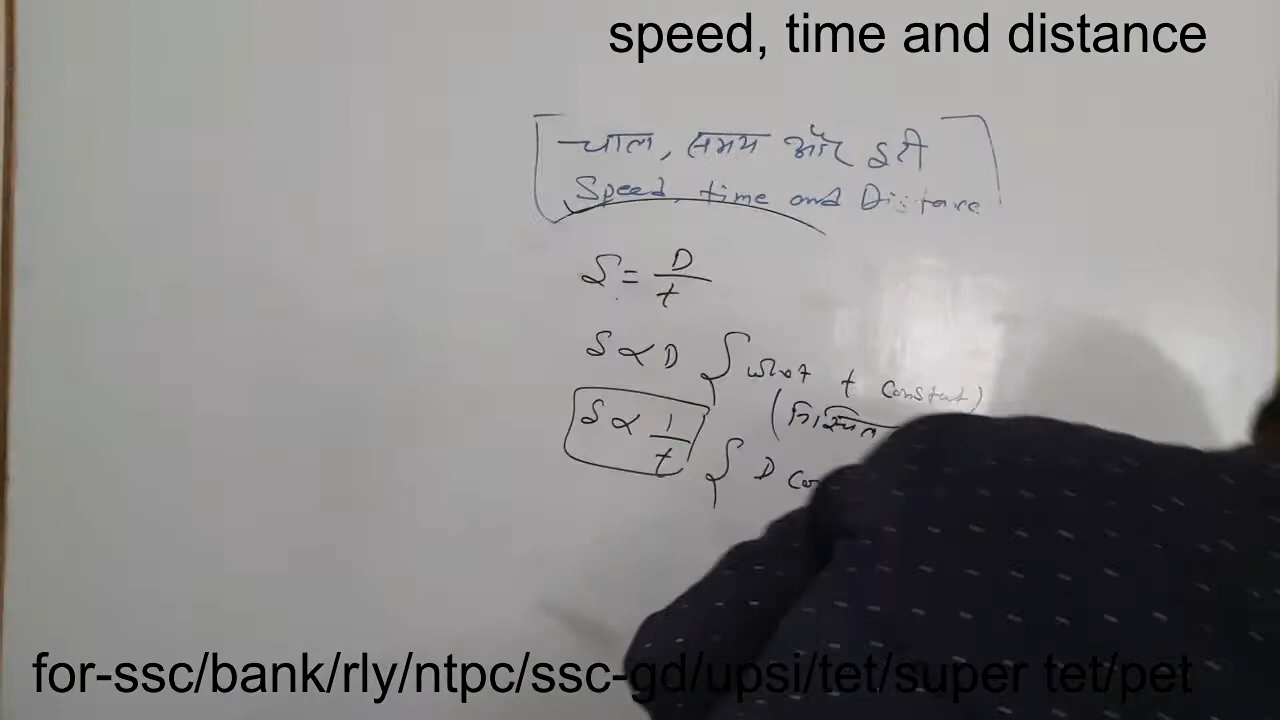 speed, time and distance
चाल, समय और दूरी
Speed, time and Distance
S = D/t
S ∝ D { when t constant)
(निश्चित
S ∝ 1/t { D con
for-ssc/bank/rly/ntpc/ssc-gd/upsi/tet/super tet/pet